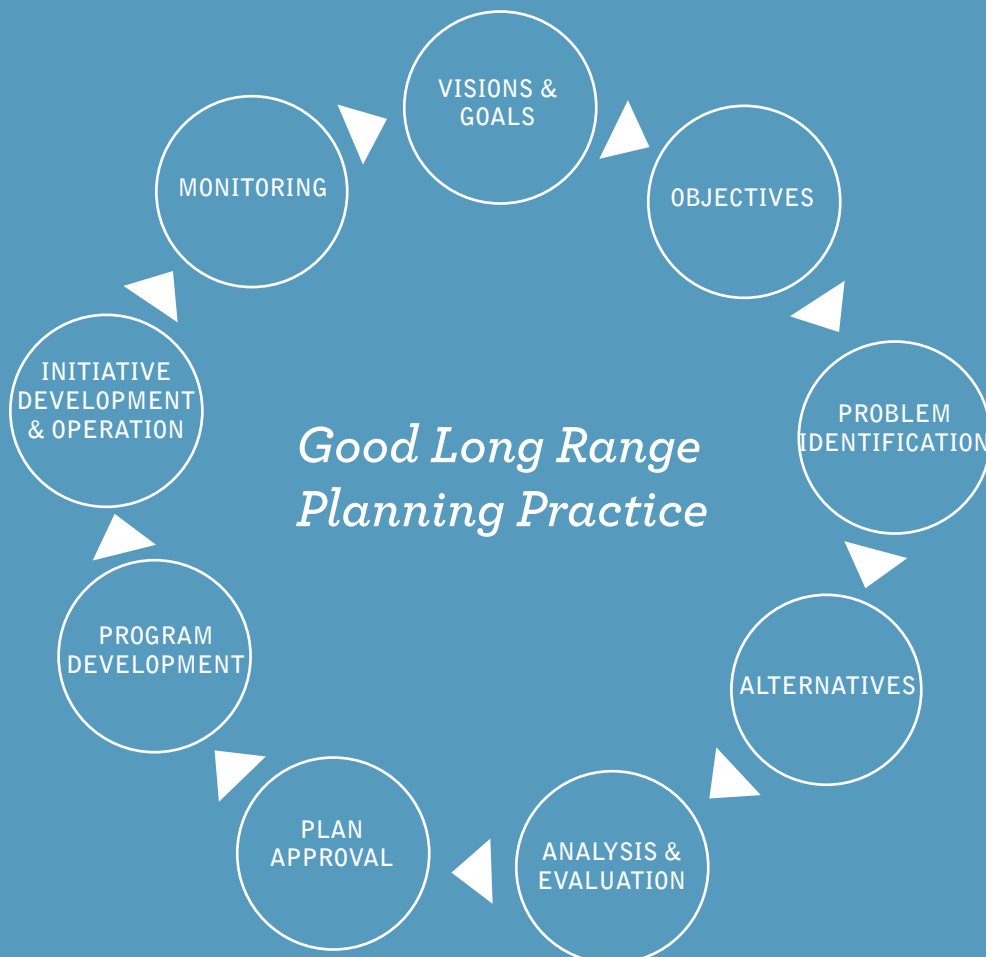 VISIONS &
GOALS
OBJECTIVES
PROBLEM
IDENTIFICATION
ALTERNATIVES
ANALYSIS &
EVALUATION
PLAN
APPROVAL
PROGRAM
DEVELOPMENT
INITIATIVE
DEVELOPMENT
& OPERATION
MONITORING
Good Long Range
Planning Practice